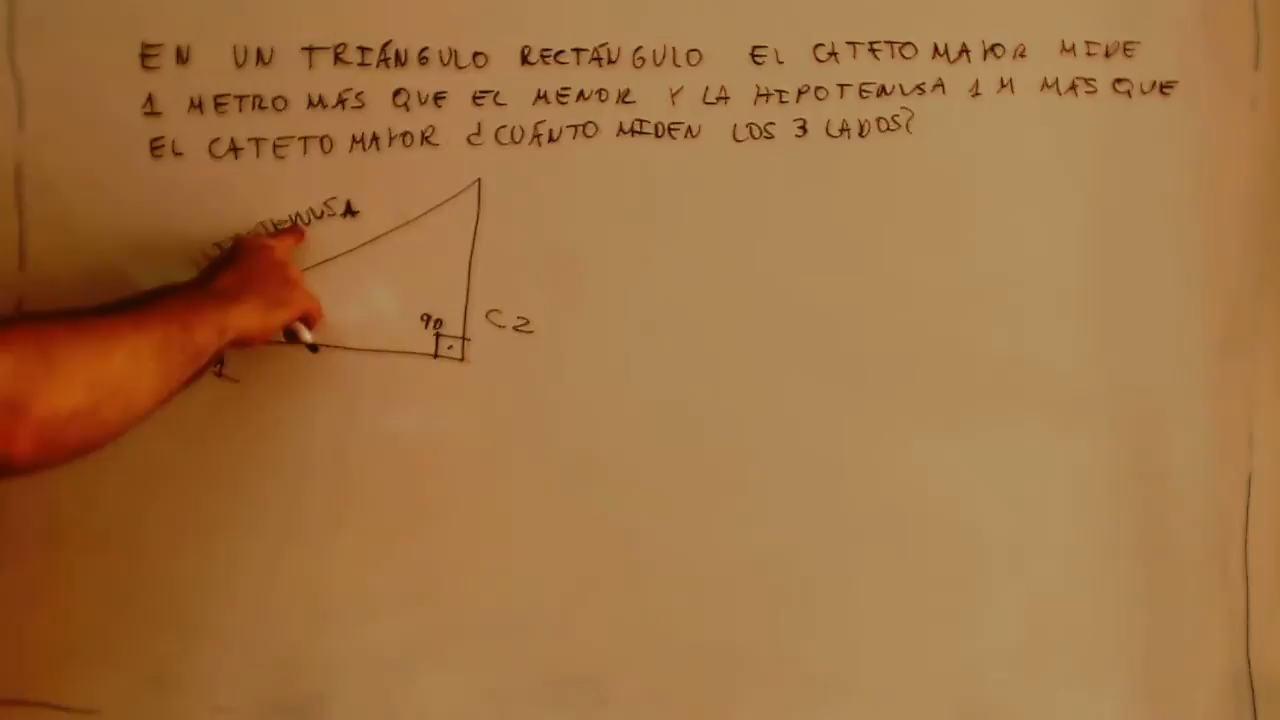 EN UN TRIÁNGULO RECTÁNGULO EL CATETO MAYOR MIDE
1 METRO MÁS QUE EL MENOR Y LA HIPOTENUSA 1 M MAS QUE
EL CATETO MAYOR ¿CUÁNTO MIDEN LOS 3 LADOS?
90
C2